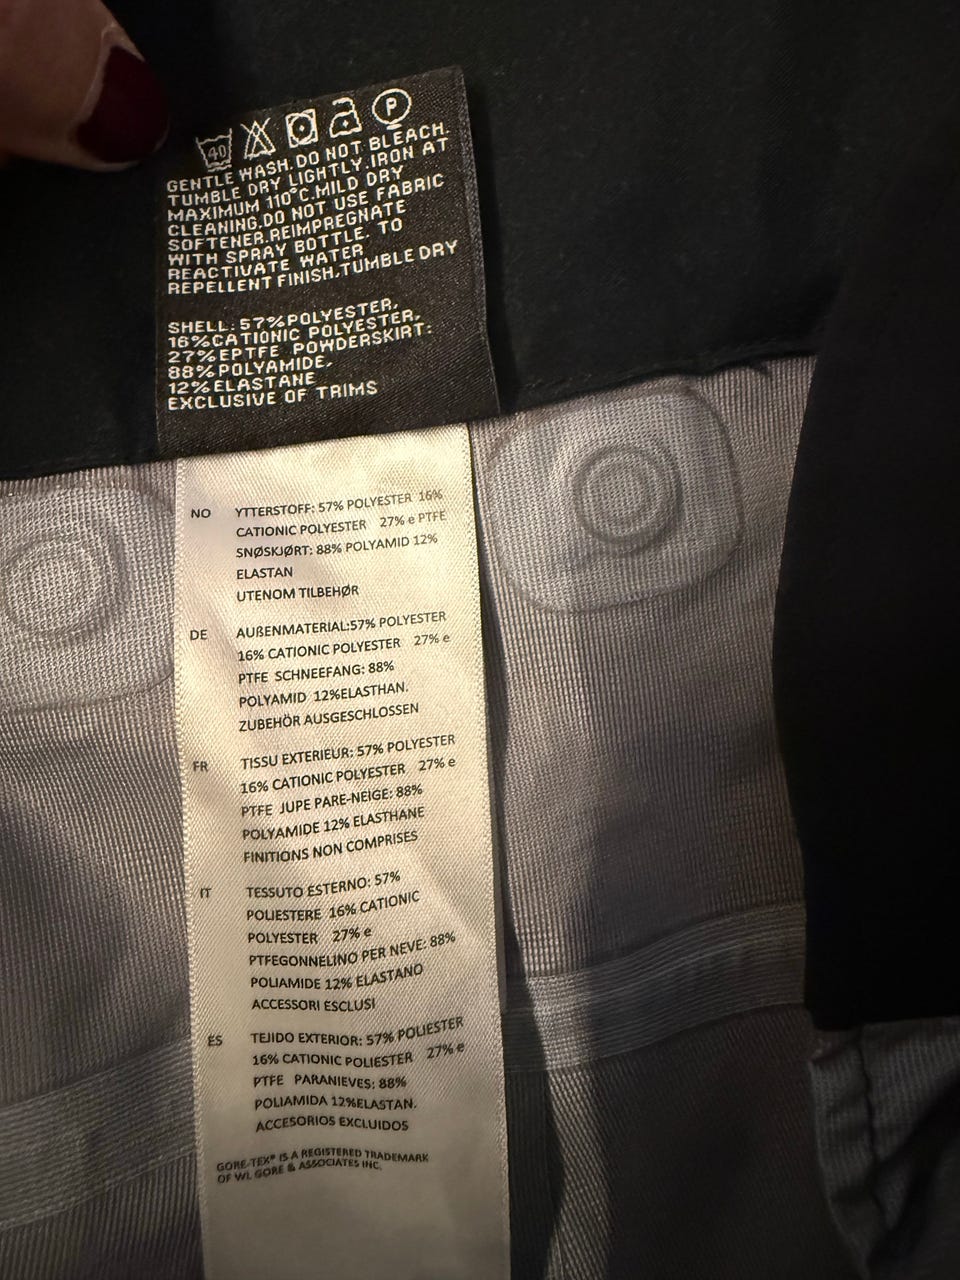 40 P
GENTLE WASH.DO NOT BLEACH.
TUMBLE DRY LIGHTLY.IRON AT
MAXIMUM 110°C.MILD DRY
CLEANING.DO NOT USE FABRIC
SOFTENER.REIMPREGNATE
WITH SPRAY BOTTLE. TO
REACTIVATE WATER
REPELLENT FINISH,TUMBLE DRY
SHELL: 57%POLYESTER,
16%CATIONIC POLYESTER,
27%EPTFE POWDERSKIRT:
88%POLYAMIDE,
12%ELASTANE
EXCLUSIVE OF TRIMS
NO YTTERSTOFF: 57% POLYESTER 16%
CATIONIC POLYESTER 27% e PTFE
SNØSKJØRT: 88% POLYAMID 12%
ELASTAN
UTENOM TILBEHØR
DE AUßENMATERIAL:57% POLYESTER
16% CATIONIC POLYESTER 27% e
PTFE SCHNEEFANG: 88%
POLYAMID 12%ELASTHAN.
ZUBEHÖR AUSGESCHLOSSEN
FR TISSU EXTERIEUR: 57% POLYESTER
16% CATIONIC POLYESTER 27% e
PTFE JUPE PARE-NEIGE: 88%
POLYAMIDE 12% ELASTHANE
FINITIONS NON COMPRISES
IT TESSUTO ESTERNO: 57%
POLIESTERE 16% CATIONIC
POLYESTER 27% e
PTFEGONNELINO PER NEVE: 88%
POLIAMIDE 12% ELASTANO
ACCESSORI ESCLUSI
ES TEJIDO EXTERIOR: 57% POLIESTER
16% CATIONIC POLIESTER 27% e
PTFE PARANIEVES: 88%
POLIAMIDA 12%ELASTAN.
ACCESORIOS EXCLUIDOS
GORE-TEX® IS A REGISTERED TRADEMARK
OF WL GORE & ASSOCIATES INC.